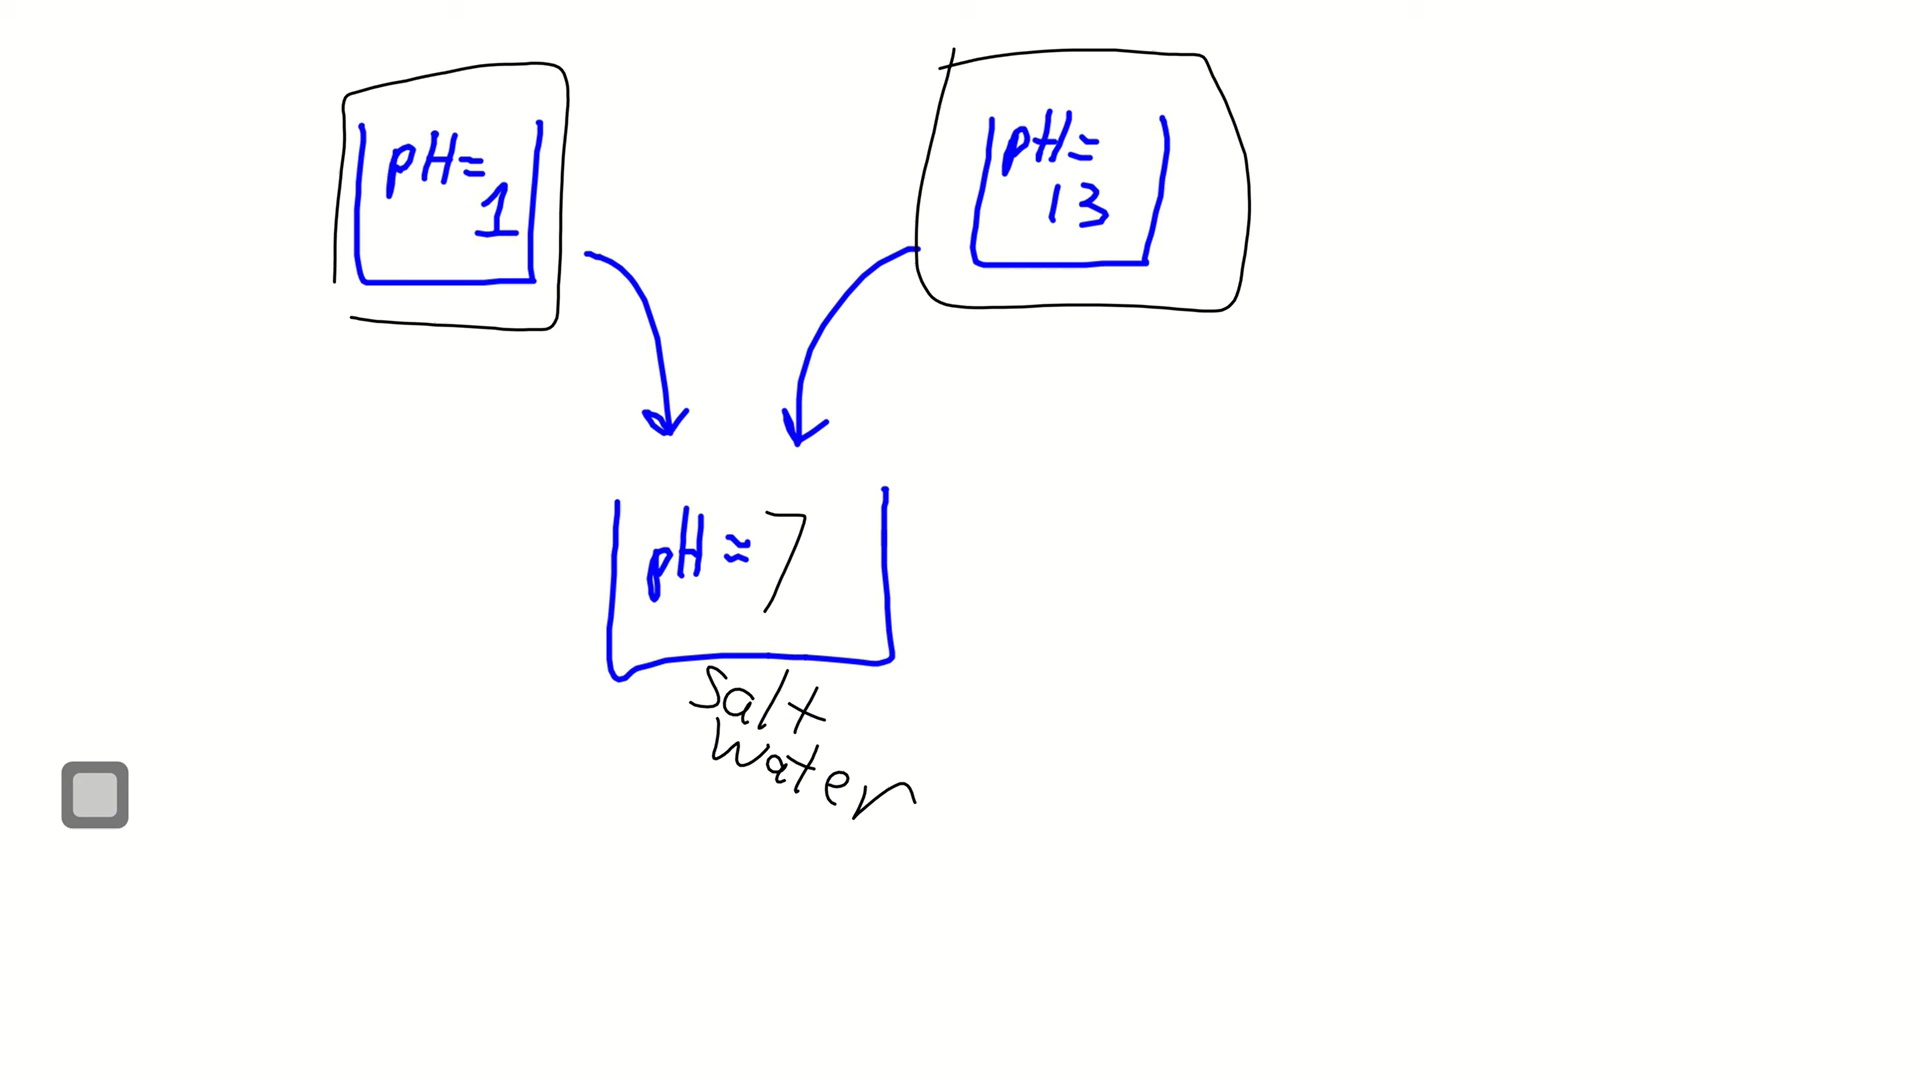 pH=
1
pH=
13
pH≈7
Salt
Water